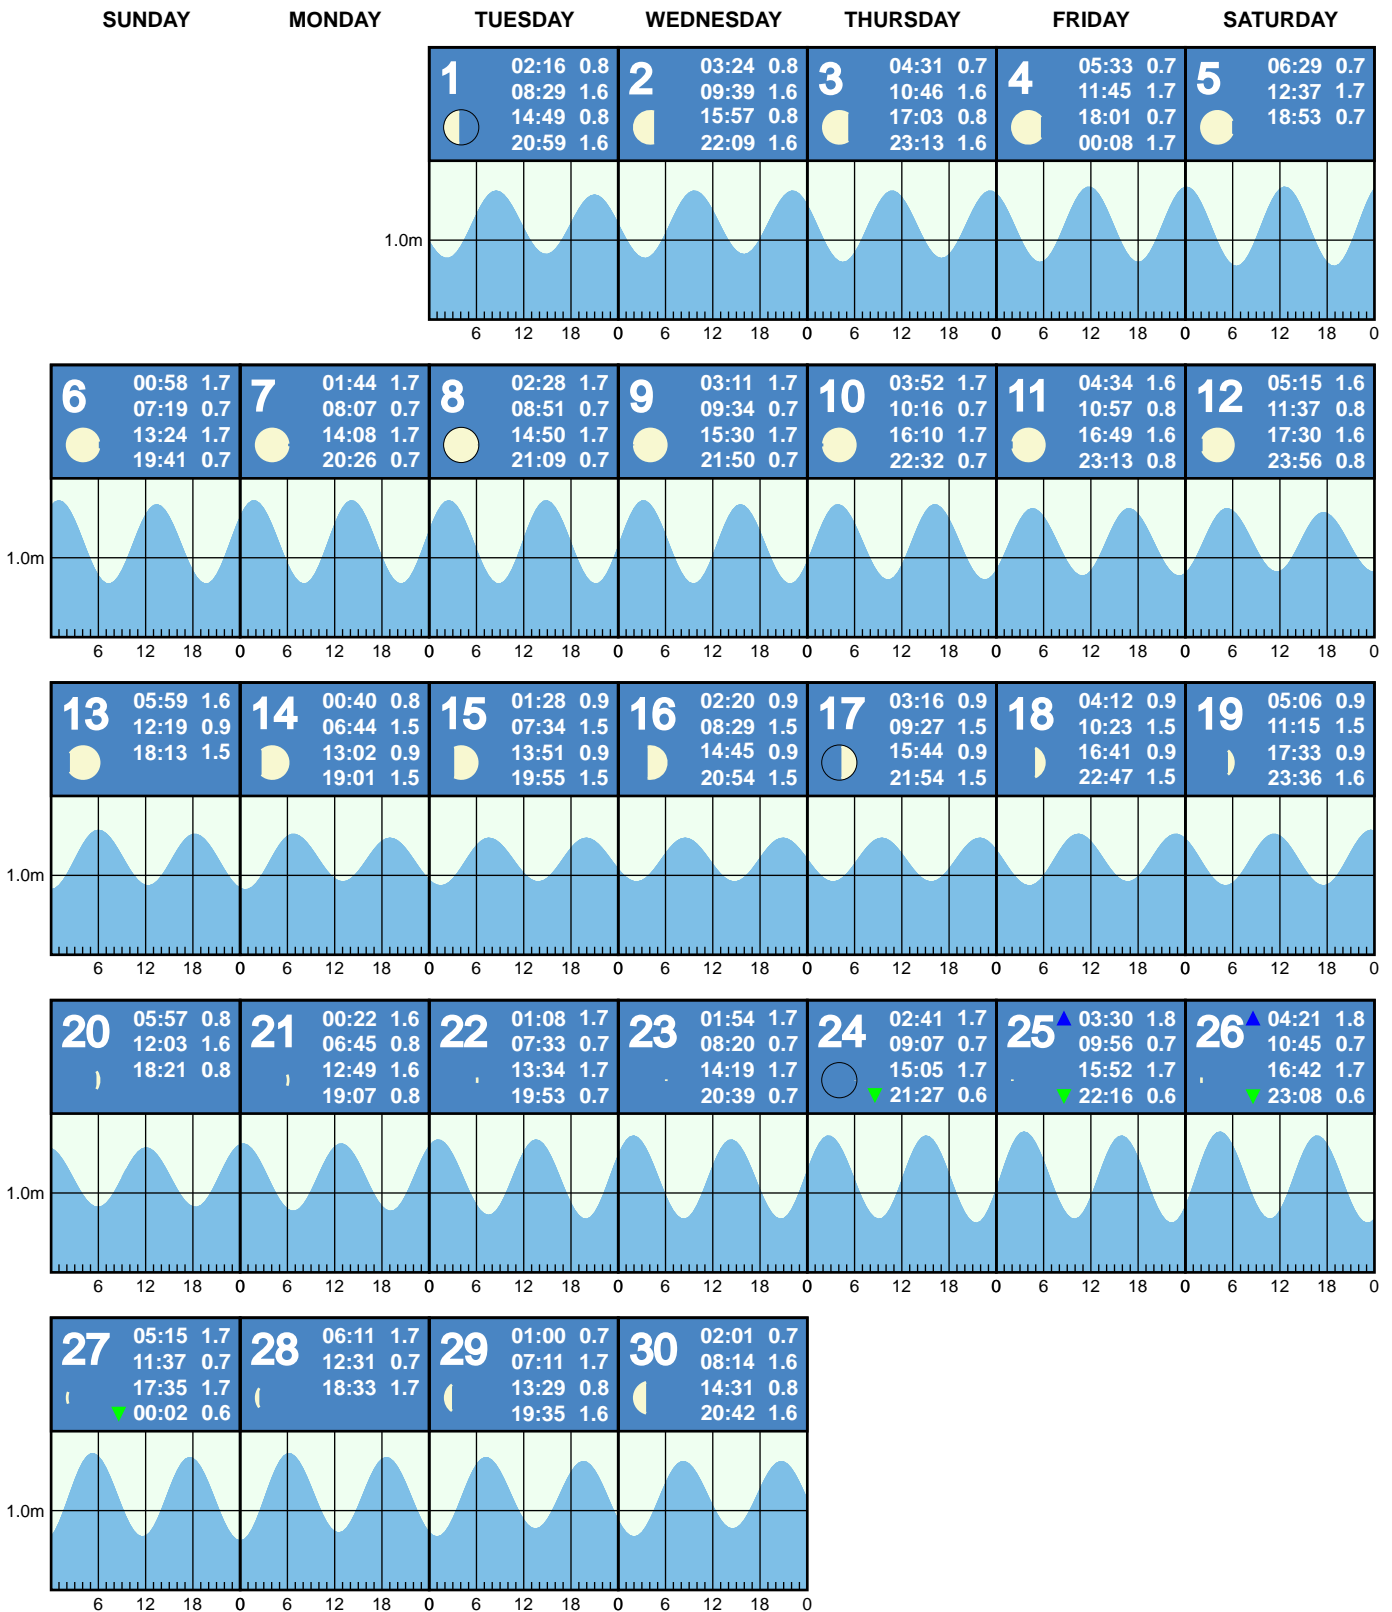 SUNDAY MONDAY TUESDAY WEDNESDAY THURSDAY FRIDAY SATURDAY
1 02:16 0.8 2 03:24 0.8 3 04:31 0.7 4 05:33 0.7 5 06:29 0.7
08:29 1.6 09:39 1.6 10:46 1.6 11:45 1.7 12:37 1.7
14:49 0.8 15:57 0.8 17:03 0.8 18:01 0.7 18:53 0.7
20:59 1.6 22:09 1.6 23:13 1.6 00:08 1.7
1.0m
6 12 18 0 6 12 18 0 6 12 18 0 6 12 18 0 6 12 18 0
6 00:58 1.7 7 01:44 1.7 8 02:28 1.7 9 03:11 1.7 10 03:52 1.7 11 04:34 1.6 12 05:15 1.6
07:19 0.7 08:07 0.7 08:51 0.7 09:34 0.7 10:16 0.7 10:57 0.8 11:37 0.8
13:24 1.7 14:08 1.7 14:50 1.7 15:30 1.7 16:10 1.7 16:49 1.6 17:30 1.6
19:41 0.7 20:26 0.7 21:09 0.7 21:50 0.7 22:32 0.7 23:13 0.8 23:56 0.8
1.0m
6 12 18 0 6 12 18 0 6 12 18 0 6 12 18 0 6 12 18 0 6 12 18 0 6 12 18 0
13 05:59 1.6 14 00:40 0.8 15 01:28 0.9 16 02:20 0.9 17 03:16 0.9 18 04:12 0.9 19 05:06 0.9
12:19 0.9 06:44 1.5 07:34 1.5 08:29 1.5 09:27 1.5 10:23 1.5 11:15 1.5
18:13 1.5 13:02 0.9 13:51 0.9 14:45 0.9 15:44 0.9 16:41 0.9 17:33 0.9
19:01 1.5 19:55 1.5 20:54 1.5 21:54 1.5 22:47 1.5 23:36 1.6
1.0m
6 12 18 0 6 12 18 0 6 12 18 0 6 12 18 0 6 12 18 0 6 12 18 0 6 12 18 0
20 05:57 0.8 21 00:22 1.6 22 01:08 1.7 23 01:54 1.7 24 02:41 1.7 25 03:30 1.8 26 04:21 1.8
12:03 1.6 06:45 0.8 07:33 0.7 08:20 0.7 09:07 0.7 09:56 0.7 10:45 0.7
18:21 0.8 12:49 1.6 13:34 1.7 14:19 1.7 15:05 1.7 15:52 1.7 16:42 1.7
19:07 0.8 19:53 0.7 20:39 0.7 21:27 0.6 22:16 0.6 23:08 0.6
1.0m
6 12 18 0 6 12 18 0 6 12 18 0 6 12 18 0 6 12 18 0 6 12 18 0 6 12 18 0
27 05:15 1.7 28 06:11 1.7 29 01:00 0.7 30 02:01 0.7
11:37 0.7 12:31 0.7 07:11 1.7 08:14 1.6
17:35 1.7 18:33 1.7 13:29 0.8 14:31 0.8
00:02 0.6 19:35 1.6 20:42 1.6
1.0m
6 12 18 0 6 12 18 0 6 12 18 0 6 12 18 0